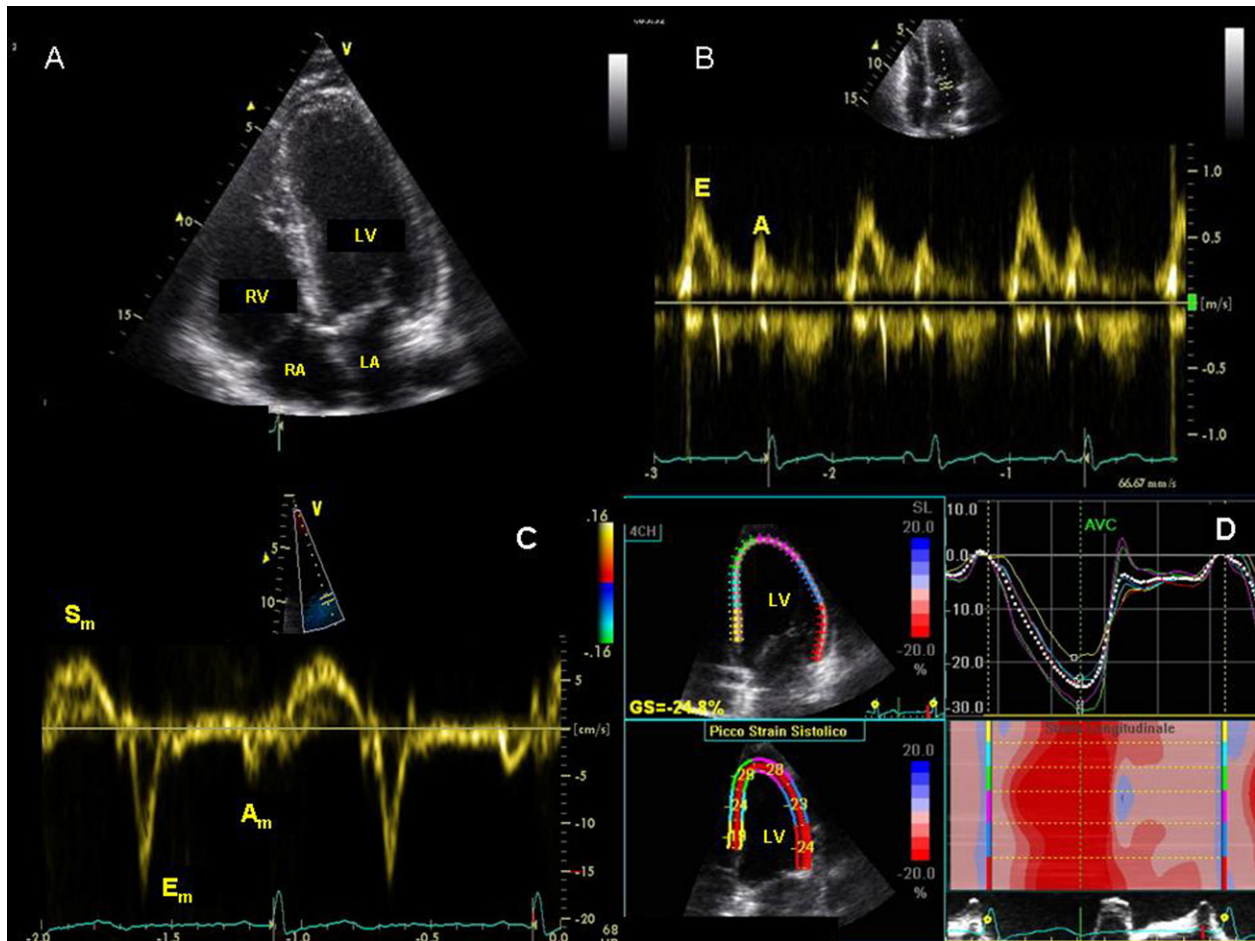 A
V
5
10
15
LV
RV
RA
LA
B
5
10
15
E
A
1.0
0.5
[m/s]
-0.5
-1.0
-3
-2
-1
66.67 mm/s
C
V
5
10
.16
-.16
Sm
Am
Em
5
[cm/s]
-5
-10
-15
-20
-2.0
-1.5
-1.0
-0.5
0.0
68
4CH
SL
20.0
-20.0
%
LV
GS=-24.8%
D
AVC
10.0
0.0
-10.0
-20.0
-30.0
Picco Strain Sistolico
20.0
-20.0
%
-28
-28
-24
-23
-19
-24
LV